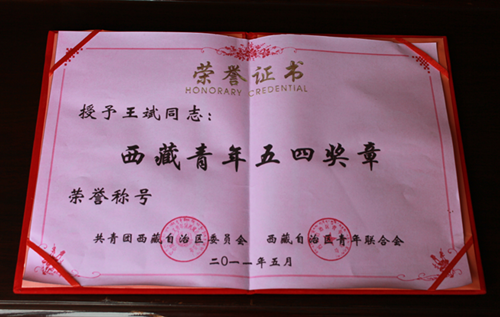 荣誉证书
HONORARY CREDENTIAL
授予王斌同志：
西藏青年五四奖章
荣誉称号
共青团西藏自治区委员会 西藏自治区青年联合会
二〇一一年五月